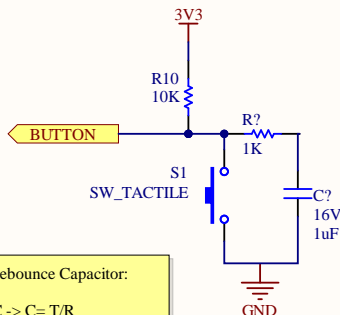 3V3
R10
10K
BUTTON
R?
1K
S1
SW_TACTILE
C?
16V
1uF
ebounce Capacitor:
C -> C= T/R
GND